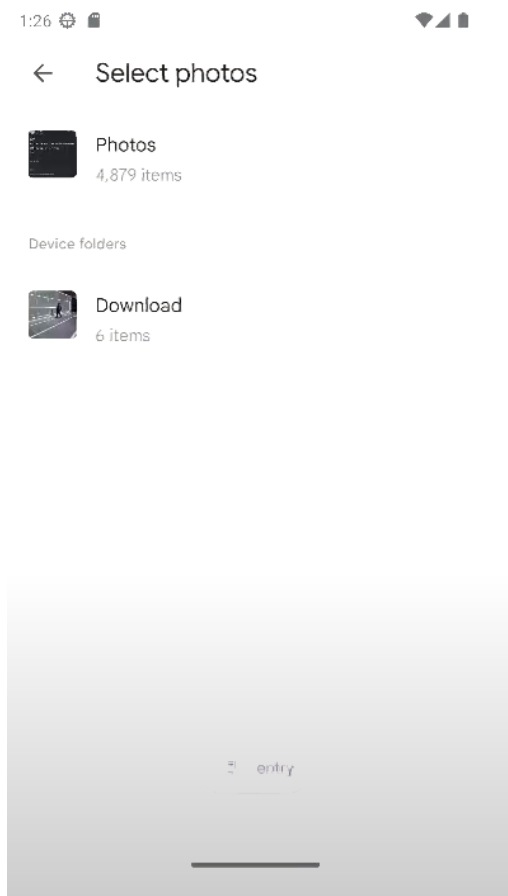 1:26
Select photos
Photos
4,879 items
Device folders
Download
6 items
entry